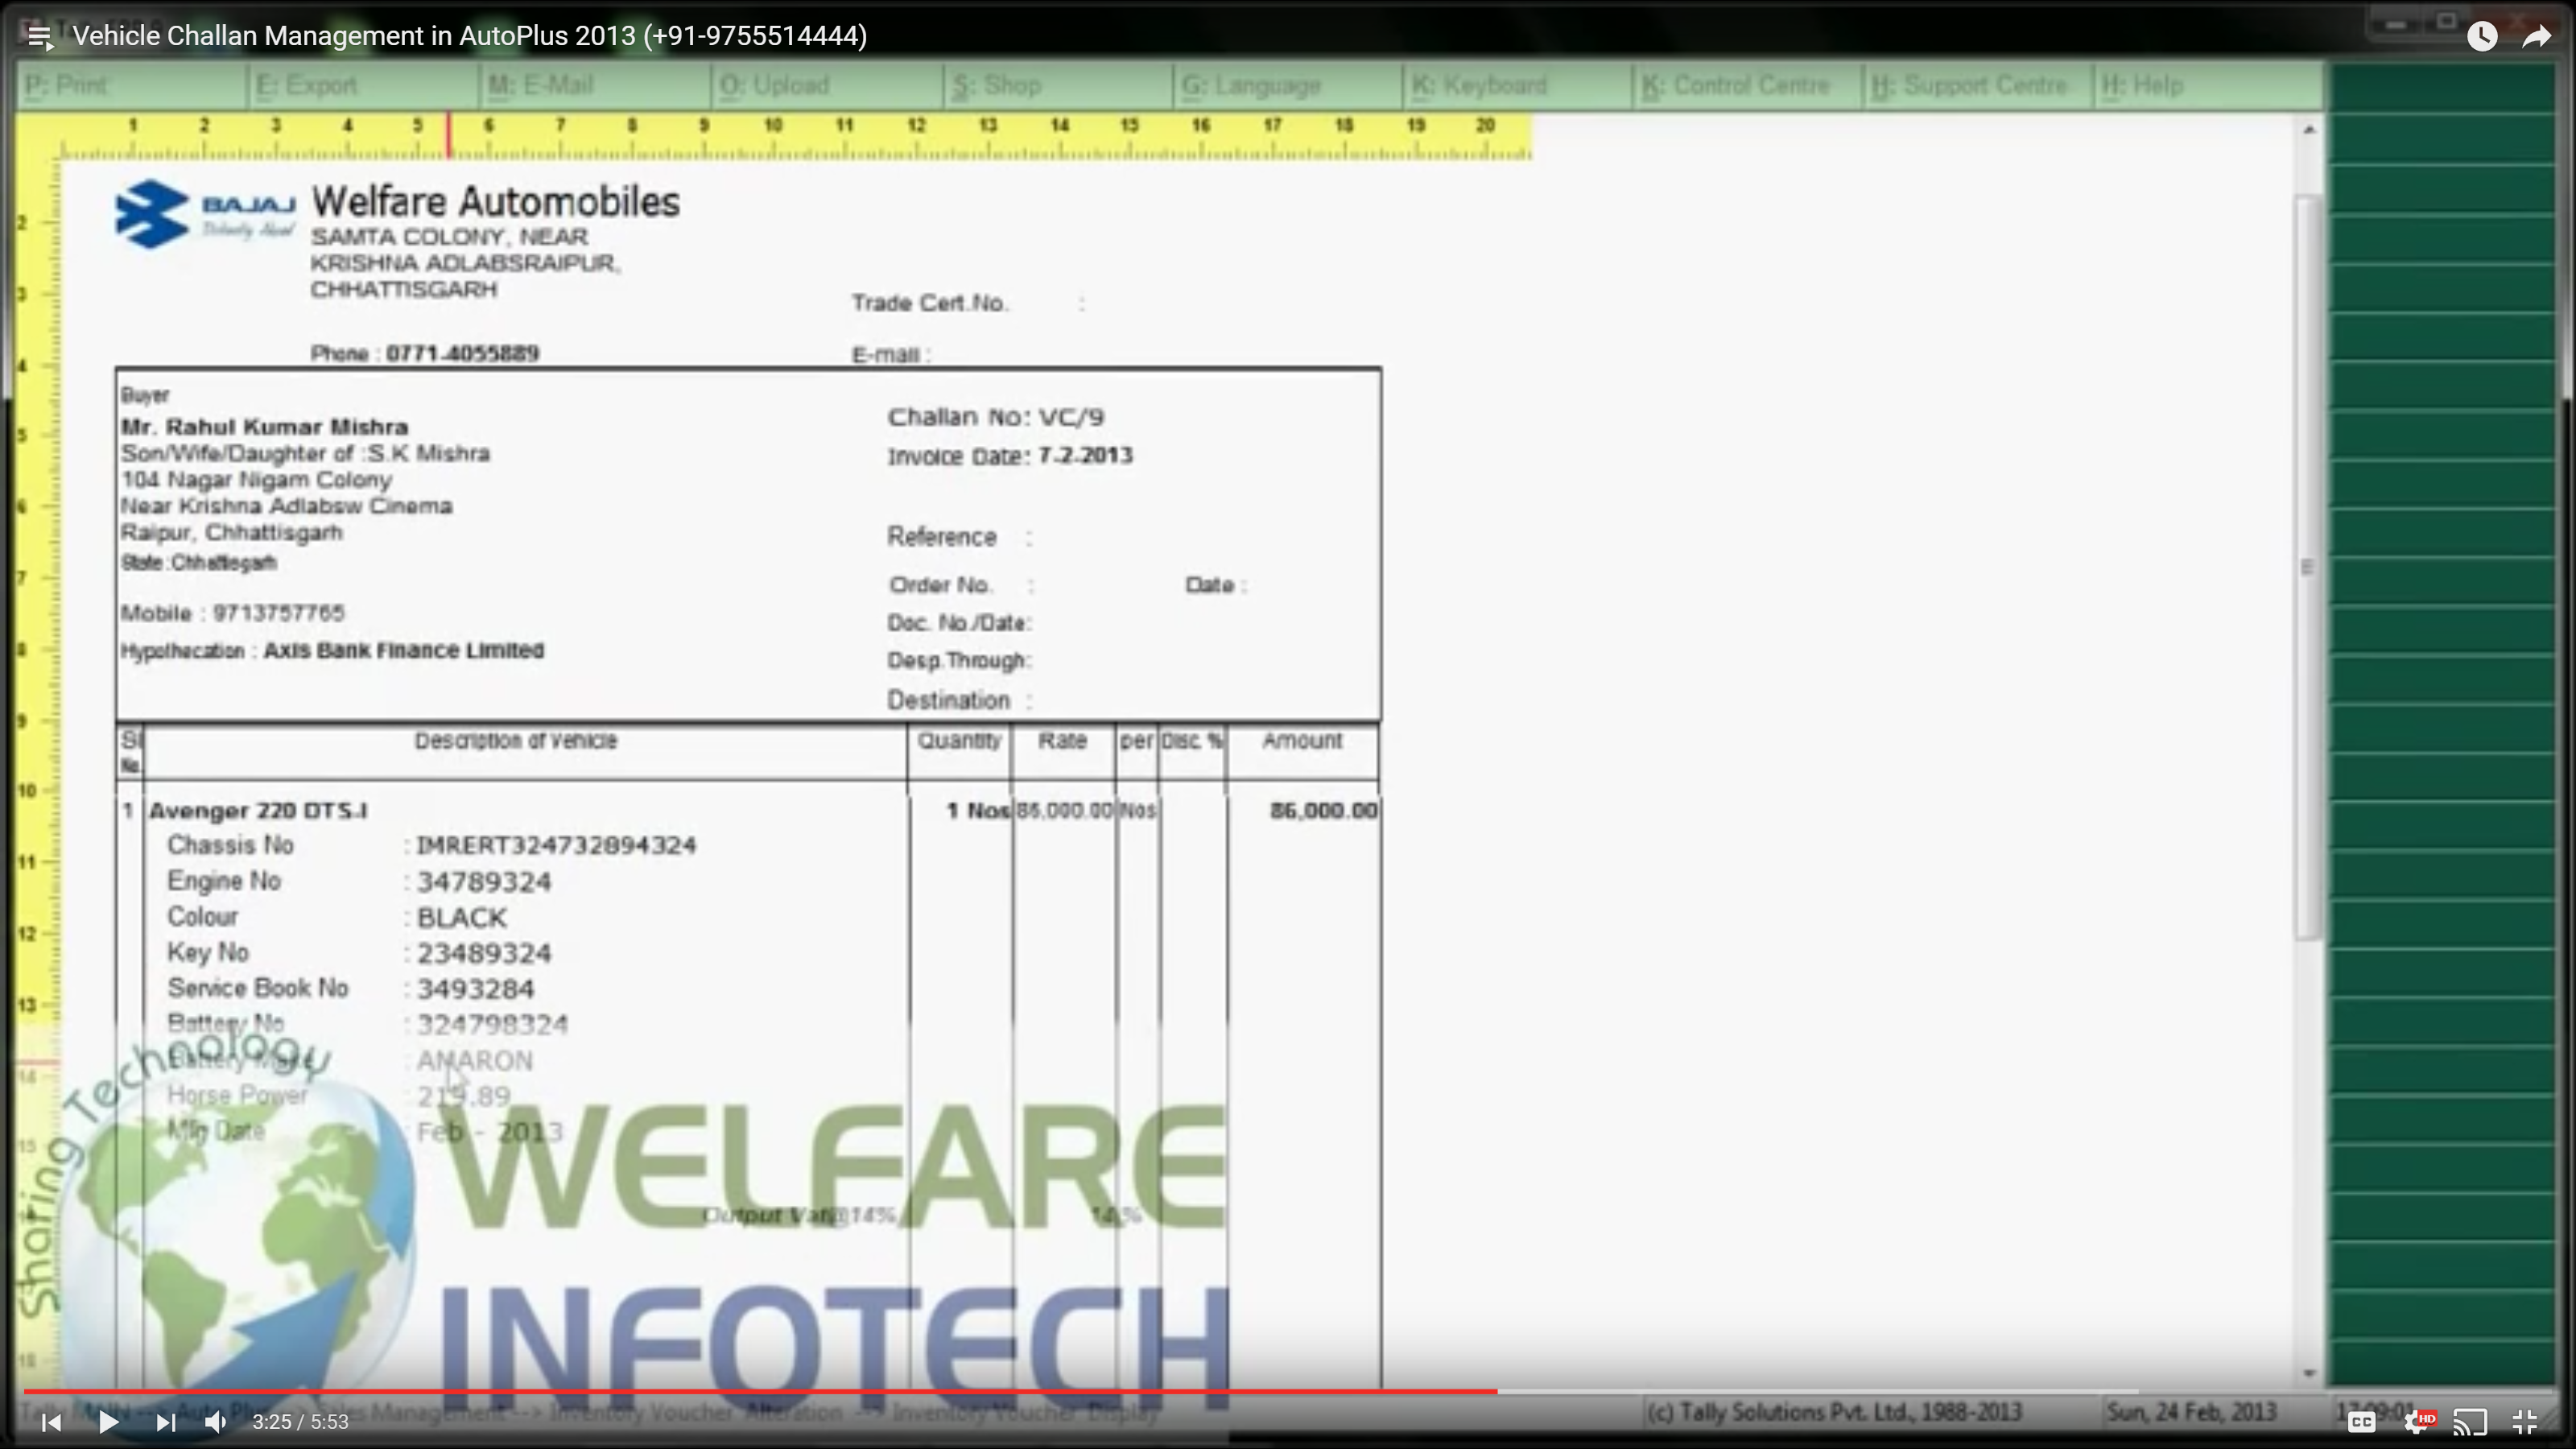 Vehicle Challan Management in AutoPlus 2013 (+91-9755514444)
P: Print E: Export M: E-Mail O: Upload S: Shop G: Language K: Keyboard K: Control Centre H: Support Centre H: Help
1 2 3 4 5 6 7 8 9 10 11 12 13 14 15 16 17 18 19 20
BAJAJ Welfare Automobiles
SAMTA COLONY, NEAR
KRISHNA ADLABSRAIPUR,
CHHATTISGARH
Trade Cert.No. :
Phone : 0771-4055889 E-mail :
Buyer
Mr. Rahul Kumar Mishra
Son/Wife/Daughter of :S.K Mishra
104 Nagar Nigam Colony
Near Krishna Adlabsw Cinema
Raipur, Chhattisgarh
State :Chhattisgarh
Mobile : 9713757765
Hypothecation : Axis Bank Finance Limited
Challan No: VC/9
Invoice Date: 7.2.2013
Reference :
Order No. : Date :
Doc. No./Date:
Desp.Through:
Destination :
Sl No. Description of Vehicle Quantity Rate per Disc. % Amount
1 Avenger 220 DTS-I 1 Nos 86,000.00 Nos 86,000.00
Chassis No : IMRERT324732894324
Engine No : 34789324
Colour : BLACK
Key No : 23489324
Service Book No : 3493284
Battery No : 324798324
Battery Make : AMARON
Horse Power : 219.89
Mfg Date : Feb - 2013
Output Vat@14% 14 %
Sharing Technology
WELFARE
INFOTECH
3:25 / 5:53
Management --> Inventory Voucher Alteration --> Inventory Voucher Display
(c) Tally Solutions Pvt. Ltd., 1988-2013 Sun, 24 Feb, 2013
CC HD